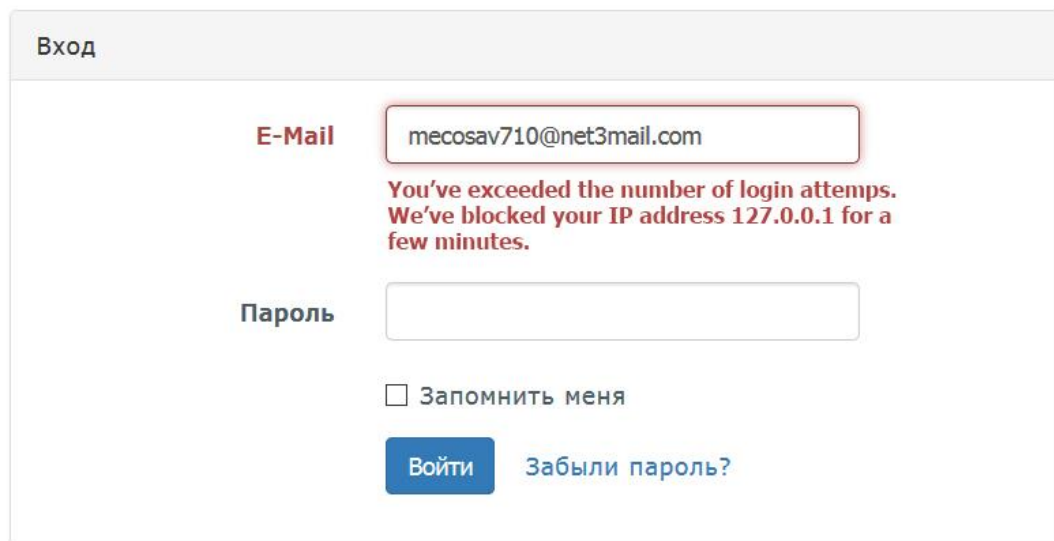 Вход
E-Mail
mecosav710@net3mail.com
You've exceeded the number of login attemps.
We've blocked your IP address 127.0.0.1 for a
few minutes.
Пароль
Запомнить меня
Войти
Забыли пароль?